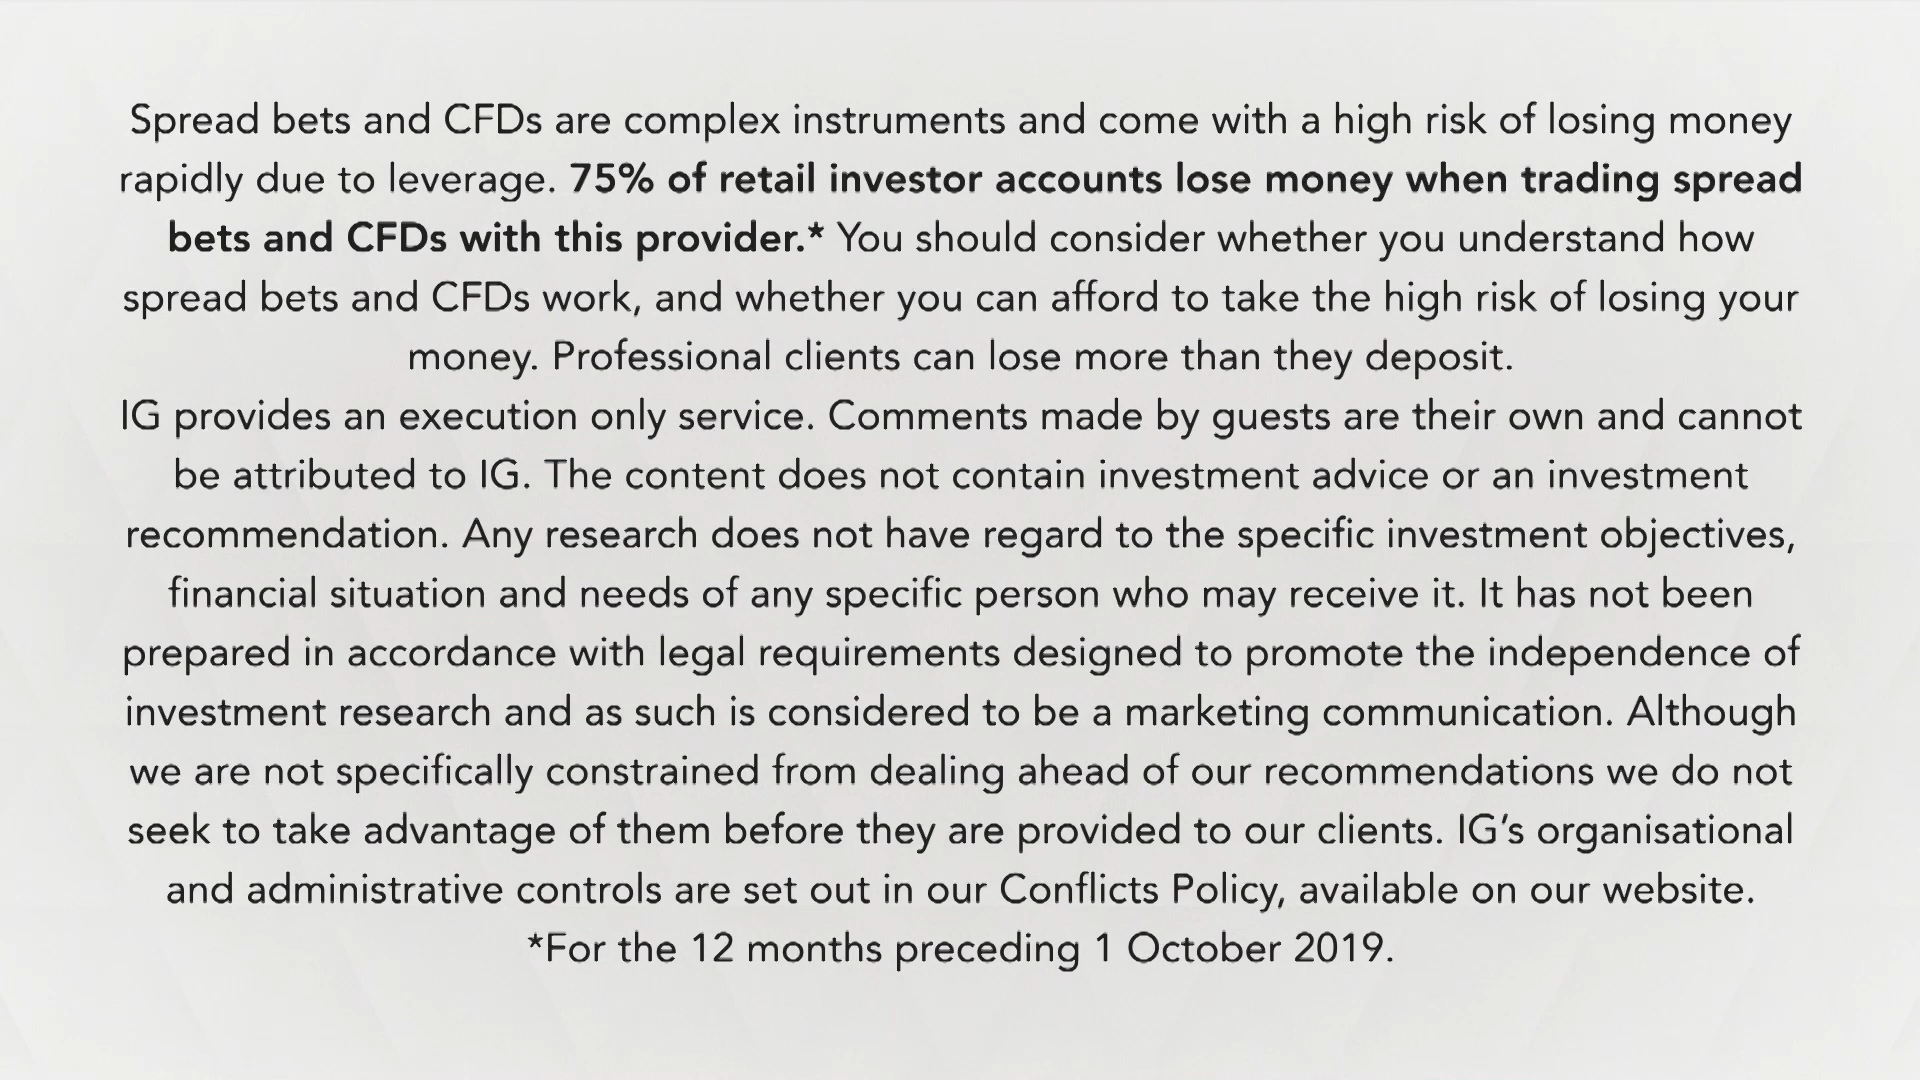 Spread bets and CFDs are complex instruments and come with a high risk of losing money
rapidly due to leverage. 75% of retail investor accounts lose money when trading spread
bets and CFDs with this provider.* You should consider whether you understand how
spread bets and CFDs work, and whether you can afford to take the high risk of losing your
money. Professional clients can lose more than they deposit.
IG provides an execution only service. Comments made by guests are their own and cannot
be attributed to IG. The content does not contain investment advice or an investment
recommendation. Any research does not have regard to the specific investment objectives,
financial situation and needs of any specific person who may receive it. It has not been
prepared in accordance with legal requirements designed to promote the independence of
investment research and as such is considered to be a marketing communication. Although
we are not specifically constrained from dealing ahead of our recommendations we do not
seek to take advantage of them before they are provided to our clients. IG’s organisational
and administrative controls are set out in our Conflicts Policy, available on our website.
*For the 12 months preceding 1 October 2019.